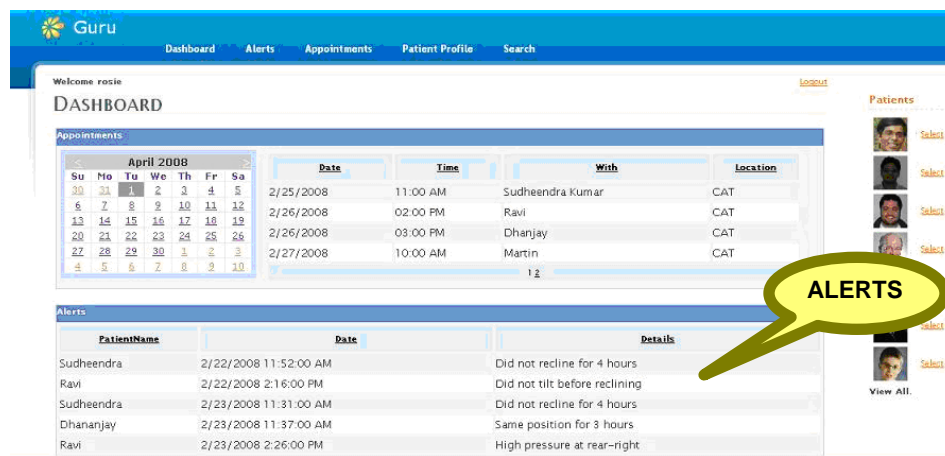 Guru
Dashboard Alerts Appointments Patient Profile Search
Welcome rosie Logout
DASHBOARD
Patients
Appointments
< April 2008 >
Su Mo Tu We Th Fr Sa
30 31 1 2 3 4 5
6 7 8 9 10 11 12
13 14 15 16 17 18 19
20 21 22 23 24 25 26
27 28 29 30 1 2 3
4 5 6 7 8 9 10
Date Time With Location
2/25/2008 11:00 AM Sudheendra Kumar CAT
2/26/2008 02:00 PM Ravi CAT
2/26/2008 03:00 PM Dhanjay CAT
2/27/2008 10:00 AM Martin CAT
1 2
Select
Select
Select
Select
Select
Select
View All.
ALERTS
Alerts
PatientName Date Details
Sudheendra 2/22/2008 11:52:00 AM Did not recline for 4 hours
Ravi 2/22/2008 2:16:00 PM Did not tilt before reclining
Sudheendra 2/23/2008 11:31:00 AM Did not recline for 4 hours
Dhananjay 2/23/2008 11:37:00 AM Same position for 3 hours
Ravi 2/23/2008 2:26:00 PM High pressure at rear-right